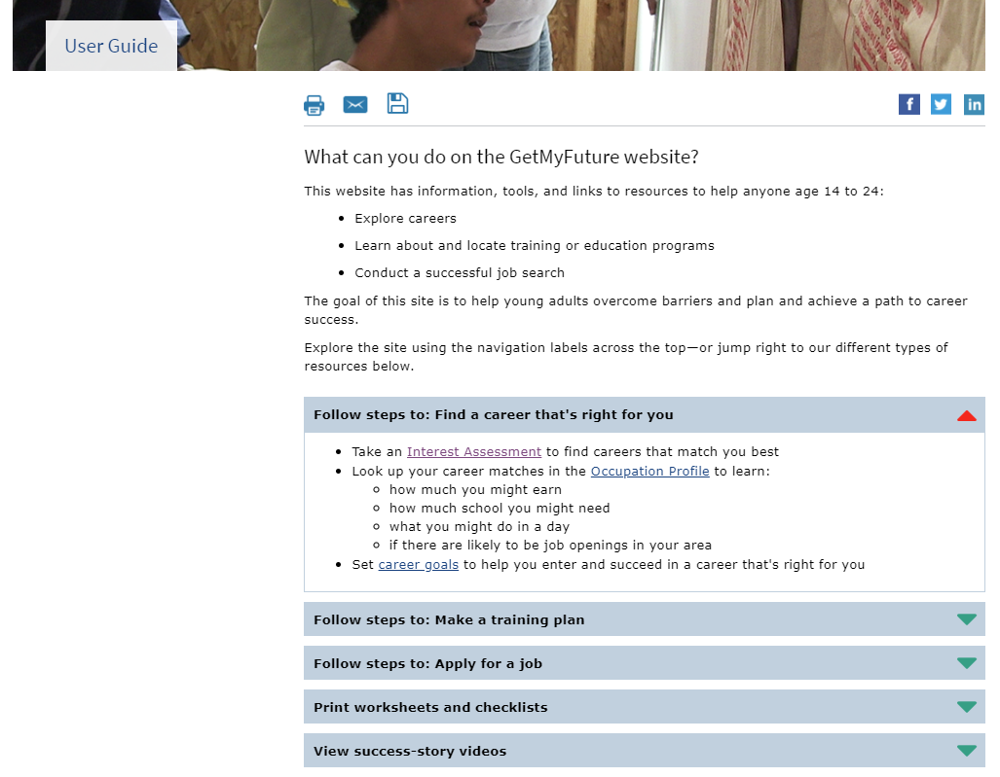 User Guide
f
in
What can you do on the GetMyFuture website?
This website has information, tools, and links to resources to help anyone age 14 to 24:
Explore careers
Learn about and locate training or education programs
Conduct a successful job search
The goal of this site is to help young adults overcome barriers and plan and achieve a path to career
success.
Explore the site using the navigation labels across the top—or jump right to our different types of
resources below.
Follow steps to: Find a career that's right for you
Take an Interest Assessment to find careers that match you best
Look up your career matches in the Occupation Profile to learn:
how much you might earn
how much school you might need
what you might do in a day
if there are likely to be job openings in your area
Set career goals to help you enter and succeed in a career that's right for you
Follow steps to: Make a training plan
Follow steps to: Apply for a job
Print worksheets and checklists
View success-story videos